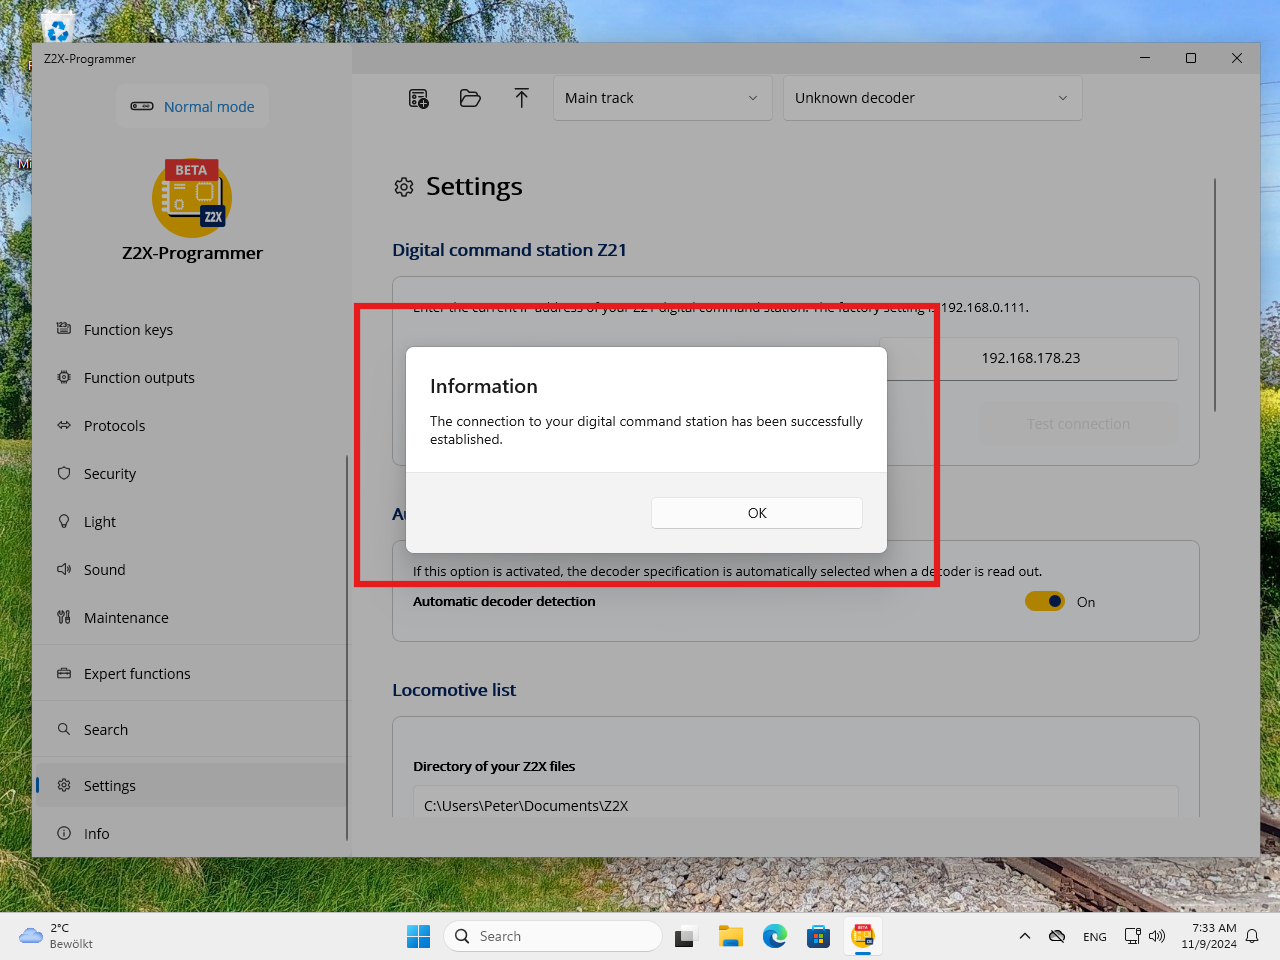 Z2X-Programmer
Normal mode
BETA
Z2X
Z2X-Programmer
Function keys
Function outputs
Protocols
Security
Light
Sound
Maintenance
Expert functions
Search
Settings
Info
Main track
Unknown decoder
Settings
Digital command station Z21
192.168.0.111.
192.168.178.23
Test connection
Information
The connection to your digital command station has been successfully
established.
OK
If this option is activated, the decoder specification is automatically selected when a decoder is read out.
Automatic decoder detection
On
Locomotive list
Directory of your Z2X files
C:\Users\Peter\Documents\Z2X
2°C
Bewölkt
Search
BETA
ENG
7:33 AM
11/9/2024